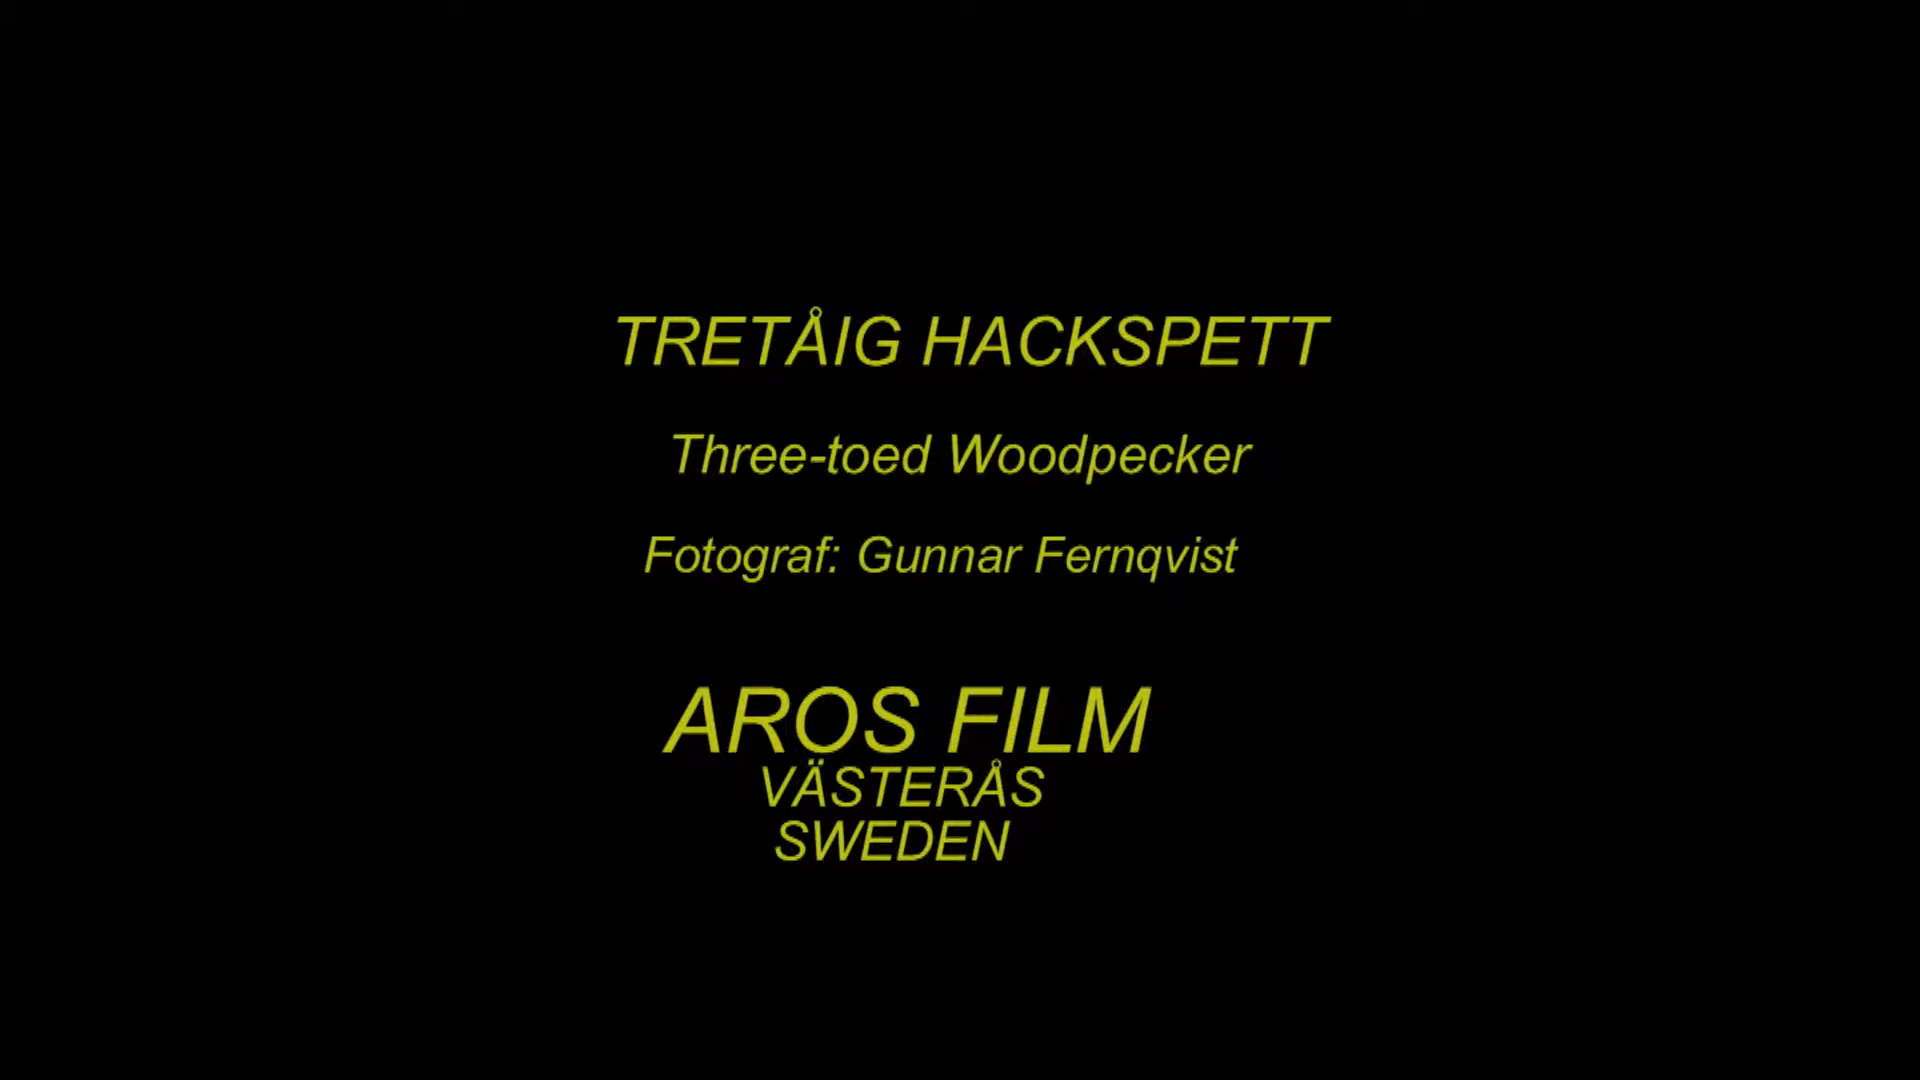 TRETÅIG HACKSPETT
Three-toed Woodpecker
Fotograf: Gunnar Fernqvist
AROS FILM
VÄSTERÅS
SWEDEN